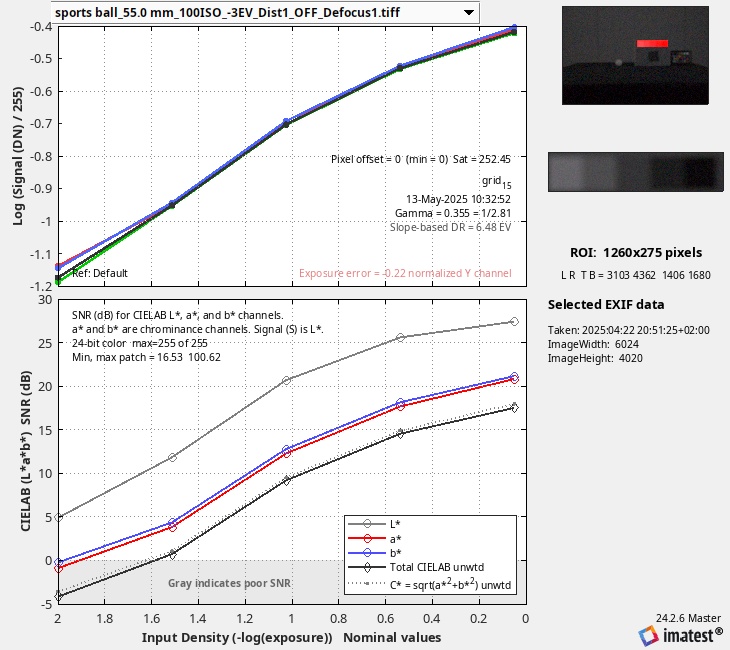 sports ball_55.0 mm_100ISO_-3EV_Dist1_OFF_Defocus1.tiff
-0.4
-0.5
-0.6
-0.7
-0.8
-0.9
-1
-1.1
-1.2
Log (Signal (DN) / 255)
Pixel offset = 0 (min = 0) Sat = 252.45
grid15
13-May-2025 10:32:52
Gamma = 0.355 = 1/2.81
Slope-based DR = 6.48 EV
Ref: Default
Exposure error = -0.22 normalized Y channel
30
25
20
15
10
5
0
-5
CIELAB (L*a*b*) SNR (dB)
SNR (dB) for CIELAB L*, a*, and b* channels.
a* and b* are chrominance channels. Signal (S) is L*.
24-bit color max=255 of 255
Min, max patch = 16.53 100.62
L*
a*
b*
Total CIELAB unwtd
C* = sqrt(a*2+b*2) unwtd
Gray indicates poor SNR
2 1.8 1.6 1.4 1.2 1 0.8 0.6 0.4 0.2 0
Input Density (-log(exposure)) Nominal values
ROI: 1260x275 pixels
L R T B = 3103 4362 1406 1680
Selected EXIF data
Taken: 2025:04:22 20:51:25+02:00
ImageWidth: 6024
ImageHeight: 4020
24.2.6 Master
imatest®